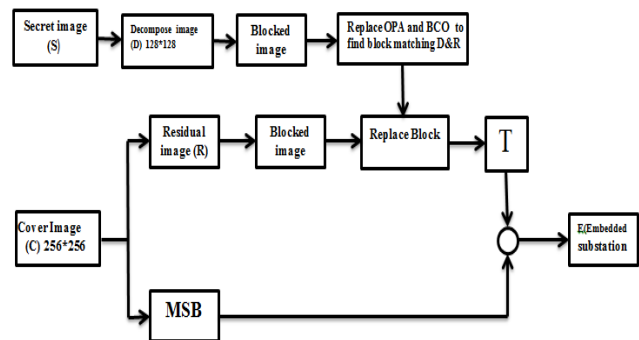 Secret image
(S)
Decompose image
(D) 128*128
Blocked
image
Replace OPA and BCO to
find block matching D&R
Residual
image (R)
Blocked
image
Replace Block
T
Cover Image
(C) 256*256
E,(Embedded
substation
MSB